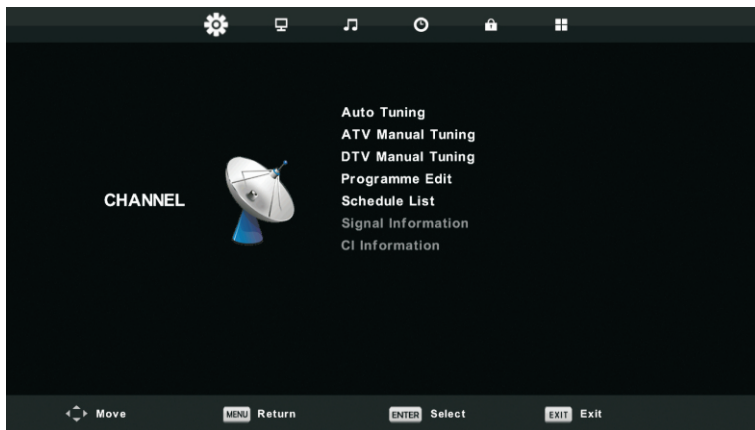 CHANNEL
Auto Tuning
ATV Manual Tuning
DTV Manual Tuning
Programme Edit
Schedule List
Signal Information
CI Information
Move MENU Return ENTER Select EXIT Exit